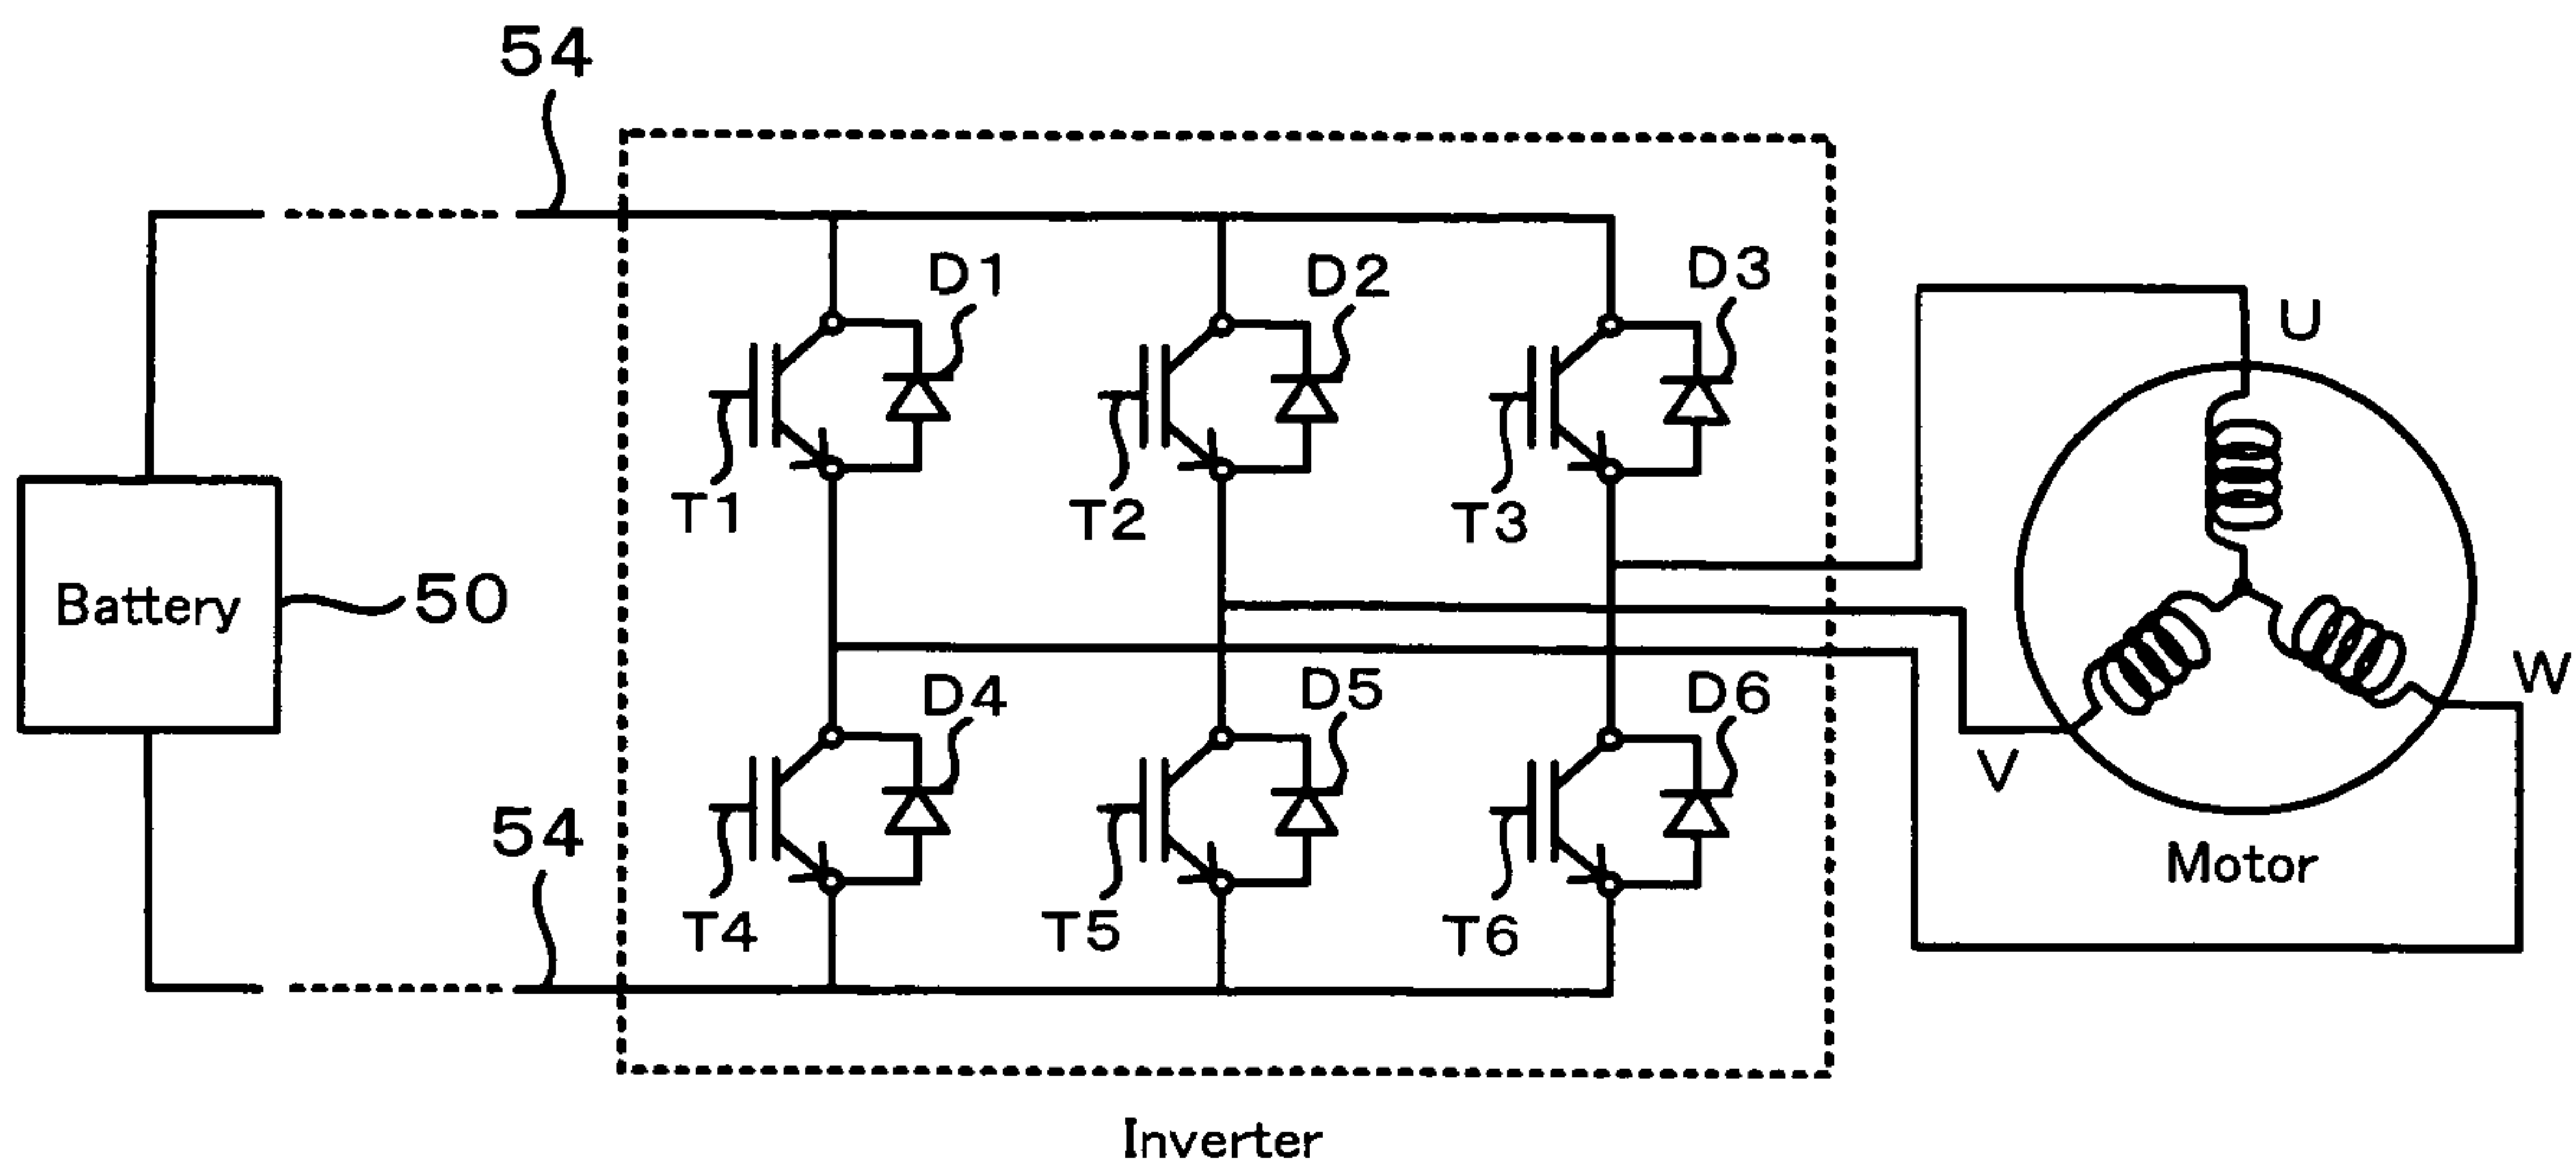 54
D1
D2
D3
U
T1
T2
T3
Battery
50
D4
D5
D6
W
V
54
Motor
T4
T5
T6
Inverter